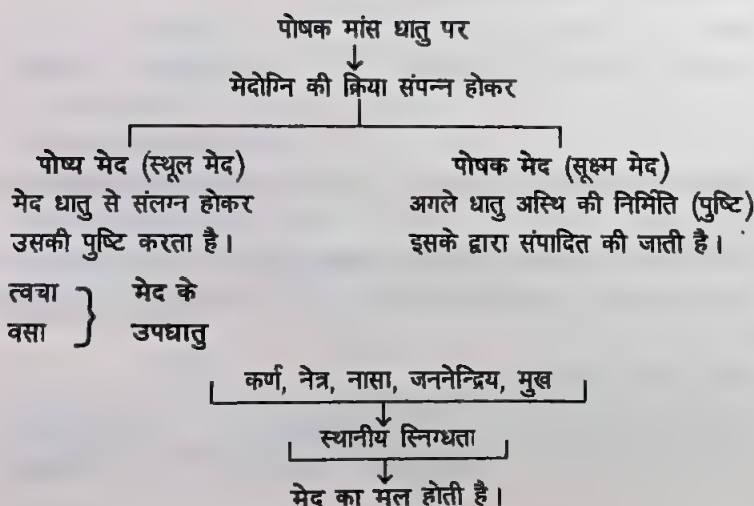 पोषक मांस धातु पर
मेदोग्नि की क्रिया संपन्न होकर
पोष्य मेद (स्थूल मेद)
मेद धातु से संलग्न होकर
उसकी पुष्टि करता है।
पोषक मेद (सूक्ष्म मेद)
अगले धातु अस्थि की निर्मिति (पुष्टि)
इसके द्वारा संपादित की जाती है।
त्वचा } मेद के
वसा } उपधातु
कर्ण, नेत्र, नासा, जननेन्द्रिय, मुख
स्थानीय स्निग्धता
मेद का मल होती है।